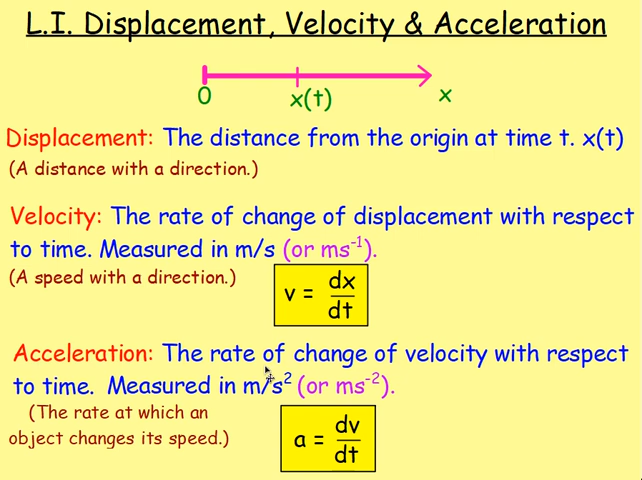 L.I. Displacement, Velocity & Acceleration
0 x(t) x
Displacement: The distance from the origin at time t. x(t)
(A distance with a direction.)
Velocity: The rate of change of displacement with respect
to time. Measured in m/s (or ms⁻¹).
(A speed with a direction.)
v = dx/dt
Acceleration: The rate of change of velocity with respect
to time. Measured in m/s² (or ms⁻²).
(The rate at which an
object changes its speed.)
a = dv/dt